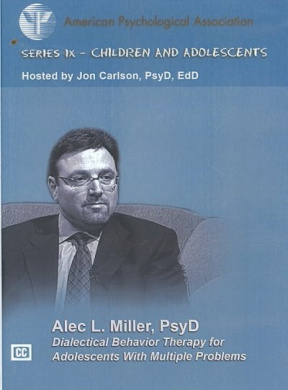 American Psychological Association
SERIES IX - CHILDREN AND ADOLESCENTS
Hosted by Jon Carlson, PsyD, EdD
Alec L. Miller, PsyD
Dialectical Behavior Therapy for
CC
Adolescents With Multiple Problems